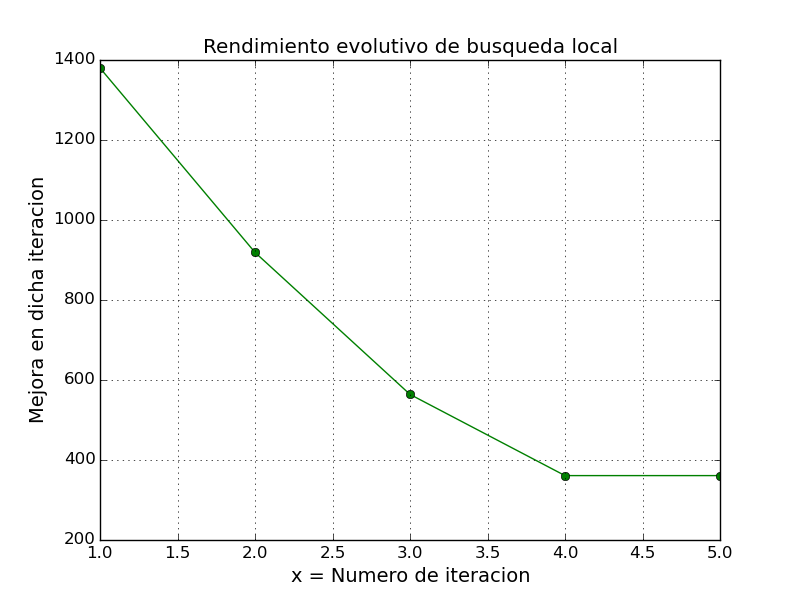 Rendimiento evolutivo de busqueda local
1400
1200
1000
800
600
400
200
Mejora en dicha iteracion
1.0 1.5 2.0 2.5 3.0 3.5 4.0 4.5 5.0
x = Numero de iteracion